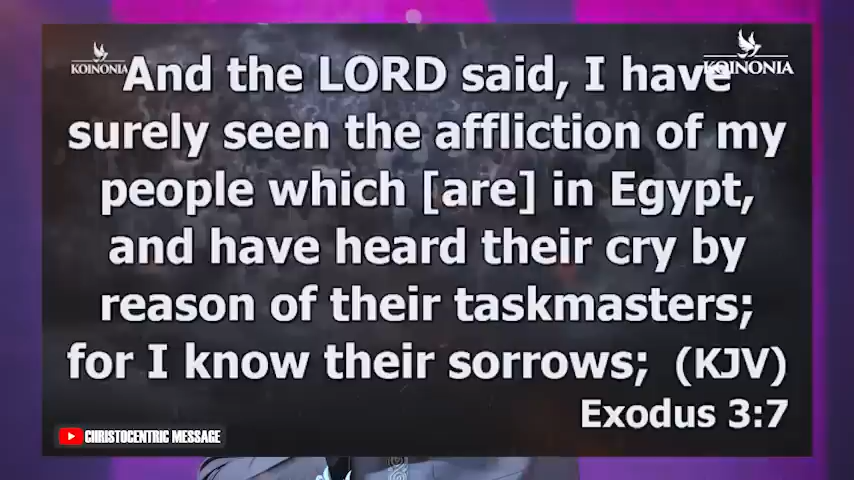 KOINONIA
KOINONIA
And the LORD said, I have
surely seen the affliction of my
people which [are] in Egypt,
and have heard their cry by
reason of their taskmasters;
for I know their sorrows; (KJV)
Exodus 3:7
CHRISTOCENTRIC MESSAGE